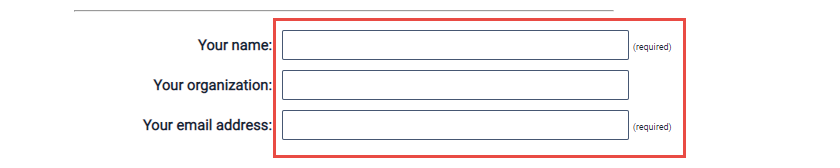 Your name: (required)
Your organization:
Your email address: (required)